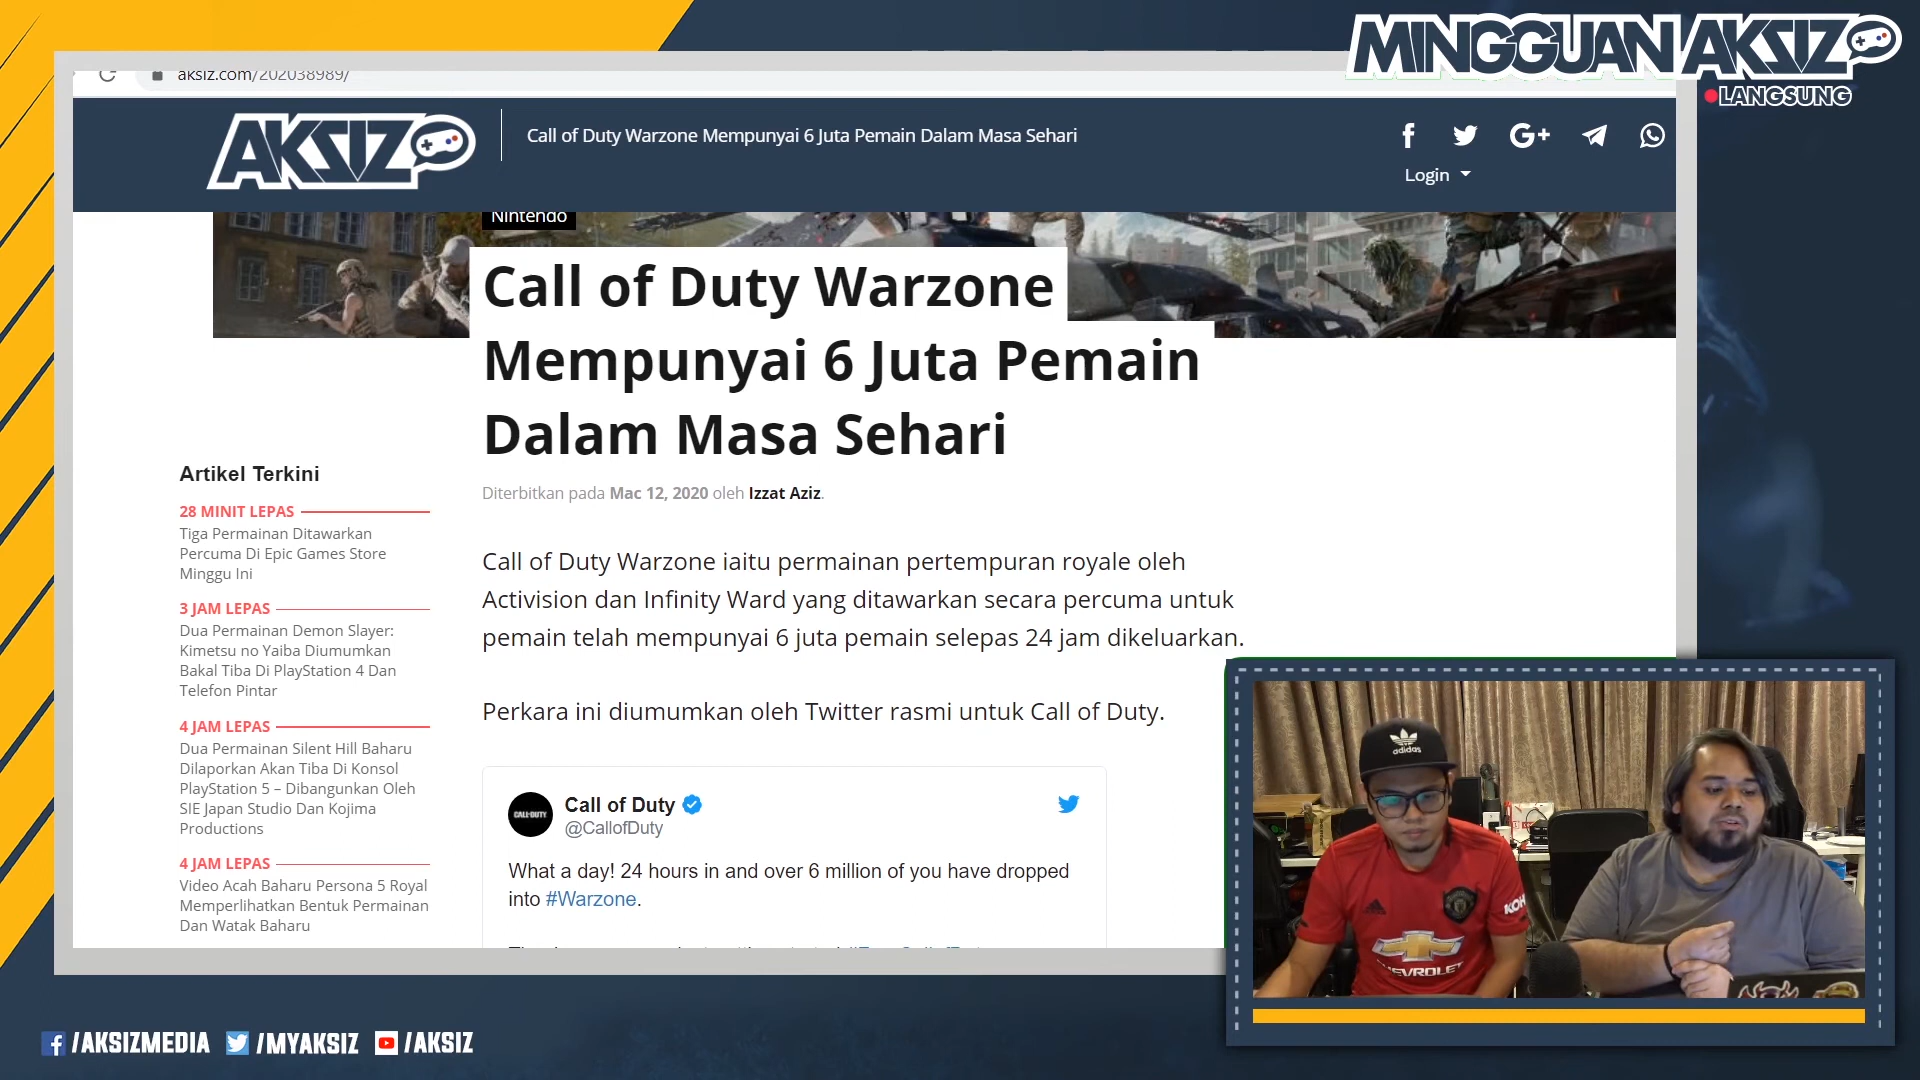 MINGGUAN AKSIZ
LANGSUNG
aksiz.com/202038989/
AKSIZ
Call of Duty Warzone Mempunyai 6 Juta Pemain Dalam Masa Sehari
G+
Login
Nintendo
Call of Duty Warzone
Mempunyai 6 Juta Pemain
Dalam Masa Sehari
Diterbitkan pada Mac 12, 2020 oleh Izzat Aziz.
Artikel Terkini
28 MINIT LEPAS
Tiga Permainan Ditawarkan
Percuma Di Epic Games Store
Minggu Ini
3 JAM LEPAS
Dua Permainan Demon Slayer:
Kimetsu no Yaiba Diumumkan
Bakal Tiba Di PlayStation 4 Dan
Telefon Pintar
4 JAM LEPAS
Dua Permainan Silent Hill Baharu
Dilaporkan Akan Tiba Di Konsol
PlayStation 5 – Dibangunkan Oleh
SIE Japan Studio Dan Kojima
Productions
4 JAM LEPAS
Video Acah Baharu Persona 5 Royal
Memperlihatkan Bentuk Permainan
Dan Watak Baharu
Call of Duty Warzone iaitu permainan pertempuran royale oleh
Activision dan Infinity Ward yang ditawarkan secara percuma untuk
pemain telah mempunyai 6 juta pemain selepas 24 jam dikeluarkan.
Perkara ini diumumkan oleh Twitter rasmi untuk Call of Duty.
CALL·DUTY
Call of Duty
@CallofDuty
What a day! 24 hours in and over 6 million of you have dropped
into #Warzone.
adidas
KOH
CHEVROLET
/AKSIZMEDIA /MYAKSIZ /AKSIZ